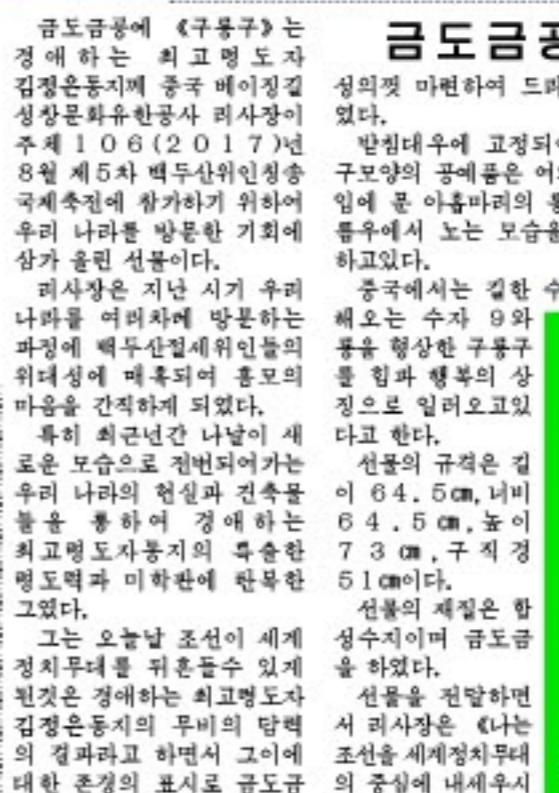 금도금공
금도금공예 《구룡구》는
경애하는 최고령도자
김정은동지께 중국 베이징길
성창문화유한공사 리사장이
주체106(2017)년
8월 제5차 백두산위인칭송
국제축전에 참가하기 위하여
우리 나라를 방문한 기회에
삼가 올린 선물이다.
리사장은 지난 시기 우리
나라를 여러차례 방문하는
과정에 백두산절세위인들의
위대성에 매혹되여 흠모의
마음을 간직하게 되였다.
특히 최근년간 나날이 새
로운 모습으로 전변되여가는
우리 나라의 현실과 건축물
들을 통하여 경애하는
최고령도자동지의 특출한
령도력과 미학관에 탄복한
그였다.
그는 오늘날 조선이 세계
정치무대를 뒤흔들수 있게
된것은 경애하는 최고령도자
김정은동지의 무비의 담력
의 결과라고 하면서 그이에
대한 존경의 표시로 금도금
성의껏 마련하여 드리
였다.
받침대우에 고정되
구모양의 공예품은
입에 문 아홉마리의
름우에서 노는 모습을
하고있다.
중국에서는 길한 수
해오는 수자 9와
룡을 형상한 구룡구
를 힘과 행복의 상
징으로 일러오고있
다고 한다.
선물의 규격은 길
이 64.5㎝,너비
64.5㎝,높이
73㎝,구직경
51㎝이다.
선물의 재질은 합
성수지이며 금도금
을 하였다.
선물을 전달하면
서 리사장은 《나는
조선을 세계정치무대
의 중심에 내세우시